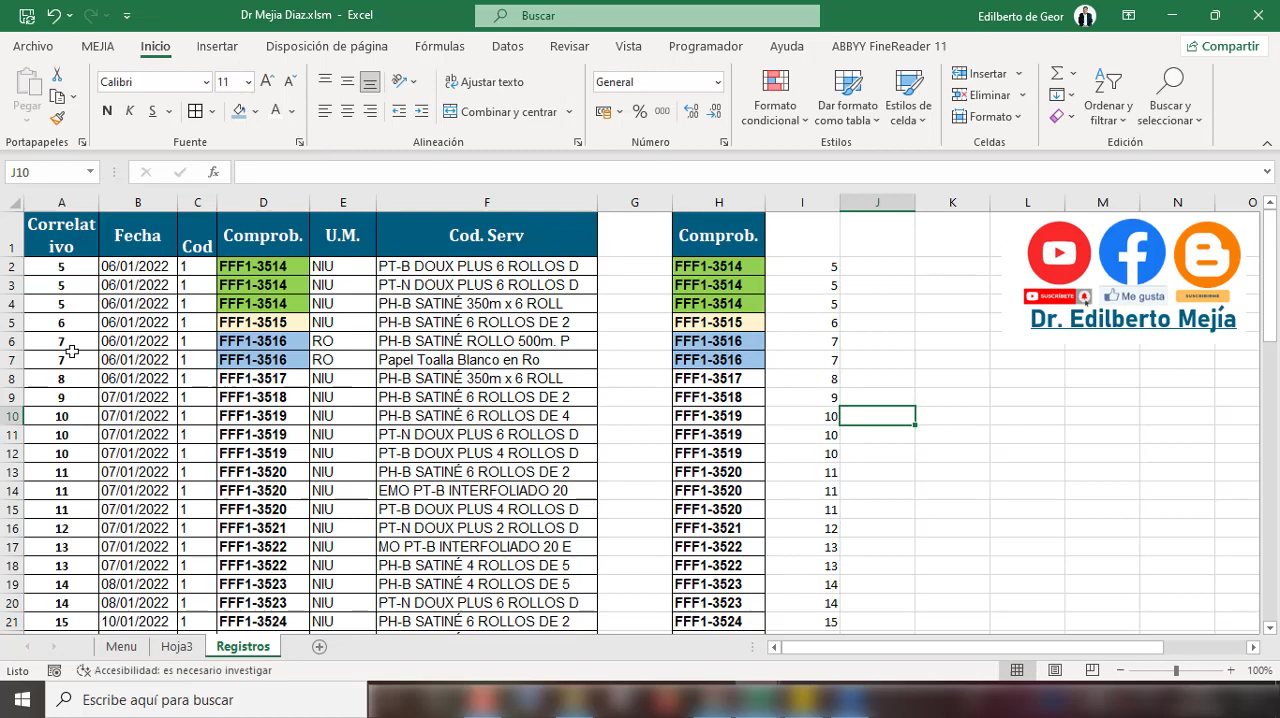 Dr Mejia Diaz.xlsm - Excel
Buscar
Edilberto de Geor
Archivo MEJIA Inicio Insertar Disposición de página Fórmulas Datos Revisar Vista Programador Ayuda ABBYY FineReader 11 Compartir
Pegar
Calibri 11
N K S
Ajustar texto
Combinar y centrar
General
% 000
Formato condicional
Dar formato como tabla
Estilos de celda
Insertar
Eliminar
Formato
Ordenar y filtrar
Buscar y seleccionar
Portapapeles Fuente Alineación Número Estilos Celdas Edición
J10 fx
A B C D E F G H I J K L M N O
1 Correlativo Fecha Cod Comprob. U.M. Cod. Serv Comprob.
2 5 06/01/2022 1 FFF1-3514 NIU PT-B DOUX PLUS 6 ROLLOS D FFF1-3514 5
3 5 06/01/2022 1 FFF1-3514 NIU PT-N DOUX PLUS 6 ROLLOS D FFF1-3514 5
4 5 06/01/2022 1 FFF1-3514 NIU PH-B SATINÉ 350m x 6 ROLL FFF1-3514 5
5 6 06/01/2022 1 FFF1-3515 NIU PH-B SATINÉ 6 ROLLOS DE 2 FFF1-3515 6
6 7 06/01/2022 1 FFF1-3516 RO PH-B SATINÉ ROLLO 500m. P FFF1-3516 7
7 7 06/01/2022 1 FFF1-3516 RO Papel Toalla Blanco en Ro FFF1-3516 7
8 8 06/01/2022 1 FFF1-3517 NIU PH-B SATINÉ 350m x 6 ROLL FFF1-3517 8
9 9 07/01/2022 1 FFF1-3518 NIU PH-B SATINÉ 6 ROLLOS DE 2 FFF1-3518 9
10 10 07/01/2022 1 FFF1-3519 NIU PH-B SATINÉ 6 ROLLOS DE 4 FFF1-3519 10
11 10 07/01/2022 1 FFF1-3519 NIU PT-N DOUX PLUS 6 ROLLOS D FFF1-3519 10
12 10 07/01/2022 1 FFF1-3519 NIU PT-B DOUX PLUS 4 ROLLOS D FFF1-3519 10
13 11 07/01/2022 1 FFF1-3520 NIU PH-B SATINÉ 6 ROLLOS DE 2 FFF1-3520 11
14 11 07/01/2022 1 FFF1-3520 NIU EMO PT-B INTERFOLIADO 20 FFF1-3520 11
15 11 07/01/2022 1 FFF1-3520 NIU PT-B DOUX PLUS 4 ROLLOS D FFF1-3520 11
16 12 07/01/2022 1 FFF1-3521 NIU PT-N DOUX PLUS 2 ROLLOS D FFF1-3521 12
17 13 07/01/2022 1 FFF1-3522 NIU MO PT-B INTERFOLIADO 20 E FFF1-3522 13
18 13 07/01/2022 1 FFF1-3522 NIU PH-B SATINÉ 4 ROLLOS DE 5 FFF1-3522 13
19 14 08/01/2022 1 FFF1-3523 NIU PH-B SATINÉ 4 ROLLOS DE 5 FFF1-3523 14
20 14 08/01/2022 1 FFF1-3523 NIU PT-N DOUX PLUS 6 ROLLOS D FFF1-3523 14
21 15 10/01/2022 1 FFF1-3524 NIU PH-B SATINÉ 6 ROLLOS DE 2 FFF1-3524 15
SUSCRÍBETE Me gusta
Dr. Edilberto Mejía
Menu Hoja3 Registros
Listo Accesibilidad: es necesario investigar 100%
Escribe aquí para buscar